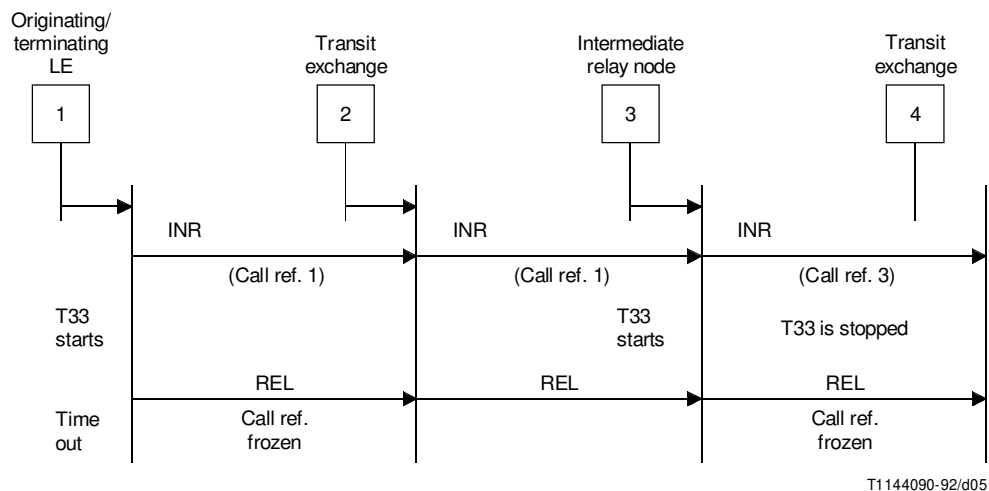 Originating/
terminating
LE
Transit
exchange
Intermediate
relay node
Transit
exchange
1
2
3
4
INR
INR
INR
(Call ref. 1)
(Call ref. 1)
(Call ref. 3)
T33
starts
T33
starts
T33 is stopped
REL
REL
REL
Time
out
Call ref.
frozen
Call ref.
frozen
T1144090-92/d05